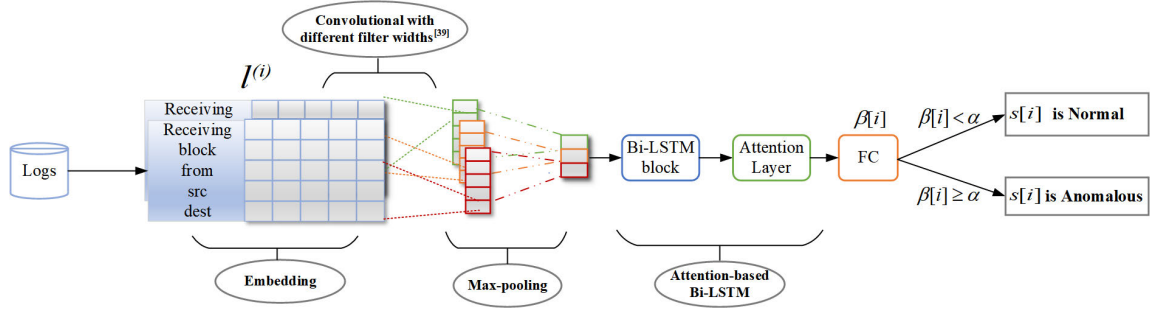 Convolutional with
different filter widths[39]
l(i)
Receiving
Receiving
block
from
src
dest
Logs
Bi-LSTM
block
Attention
Layer
β[i]
FC
β[i] < α
s[i] is Normal
β[i] ≥ α
s[i] is Anomalous
Embedding
Max-pooling
Attention-based
Bi-LSTM